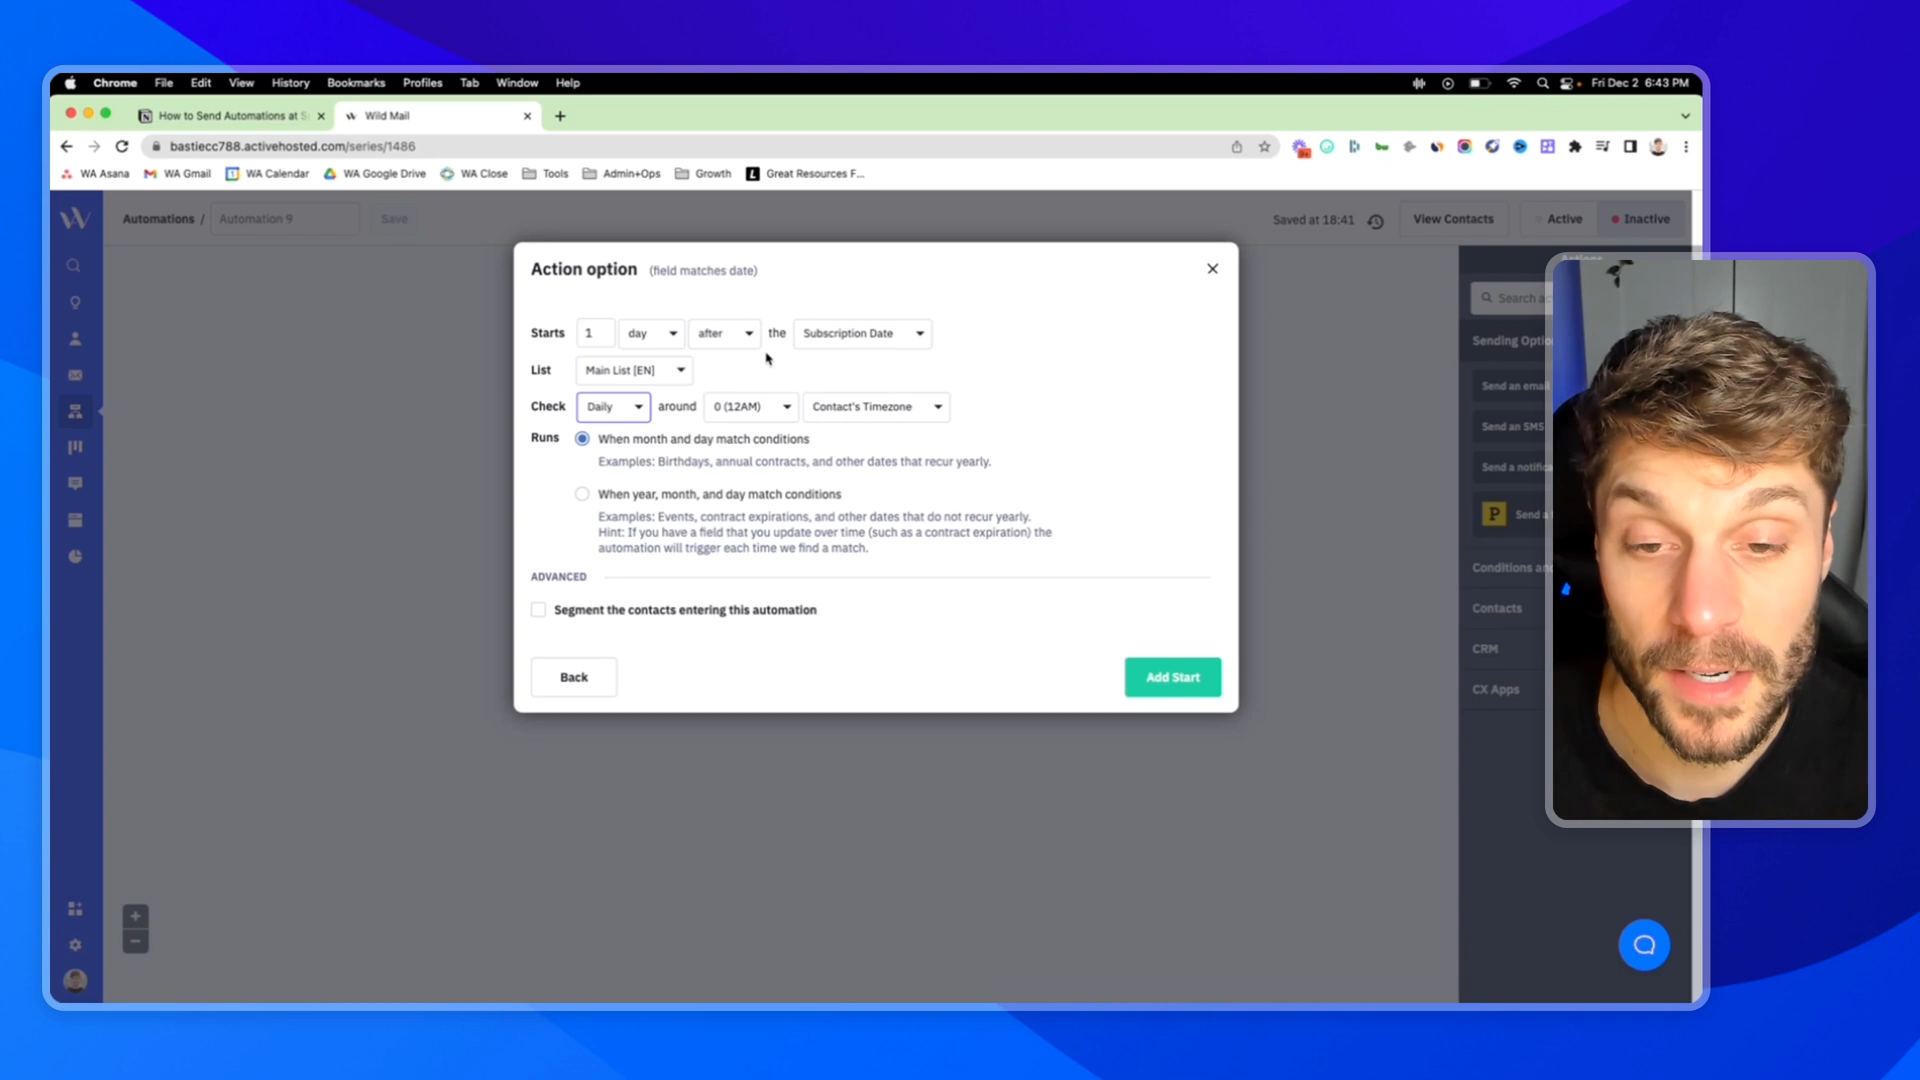 Chrome File Edit View History Bookmarks Profiles Tab Window Help Fri Dec 2 6:43 PM
How to Send Automations at S Wild Mail
bastiecc788.activehosted.com/series/1486
WA Asana WA Gmail WA Calendar WA Google Drive WA Close Tools Admin+Ops Growth Great Resources F...
Automations / Automation 9 Save Saved at 18:41 View Contacts Active Inactive
Action option (field matches date)
Starts 1 day after the Subscription Date
List Main List [EN]
Check Daily around 0 (12AM) Contact's Timezone
Runs When month and day match conditions
Examples: Birthdays, annual contracts, and other dates that recur yearly.
When year, month, and day match conditions
Examples: Events, contract expirations, and other dates that do not recur yearly.
Hint: If you have a field that you update over time (such as a contract expiration) the
automation will trigger each time we find a match.
ADVANCED
Segment the contacts entering this automation
Back Add Start
Actions
Search ac
Sending Optio
Send an email
Send an SMS
Send a notifica
P Send a
Conditions and
Contacts
CRM
CX Apps